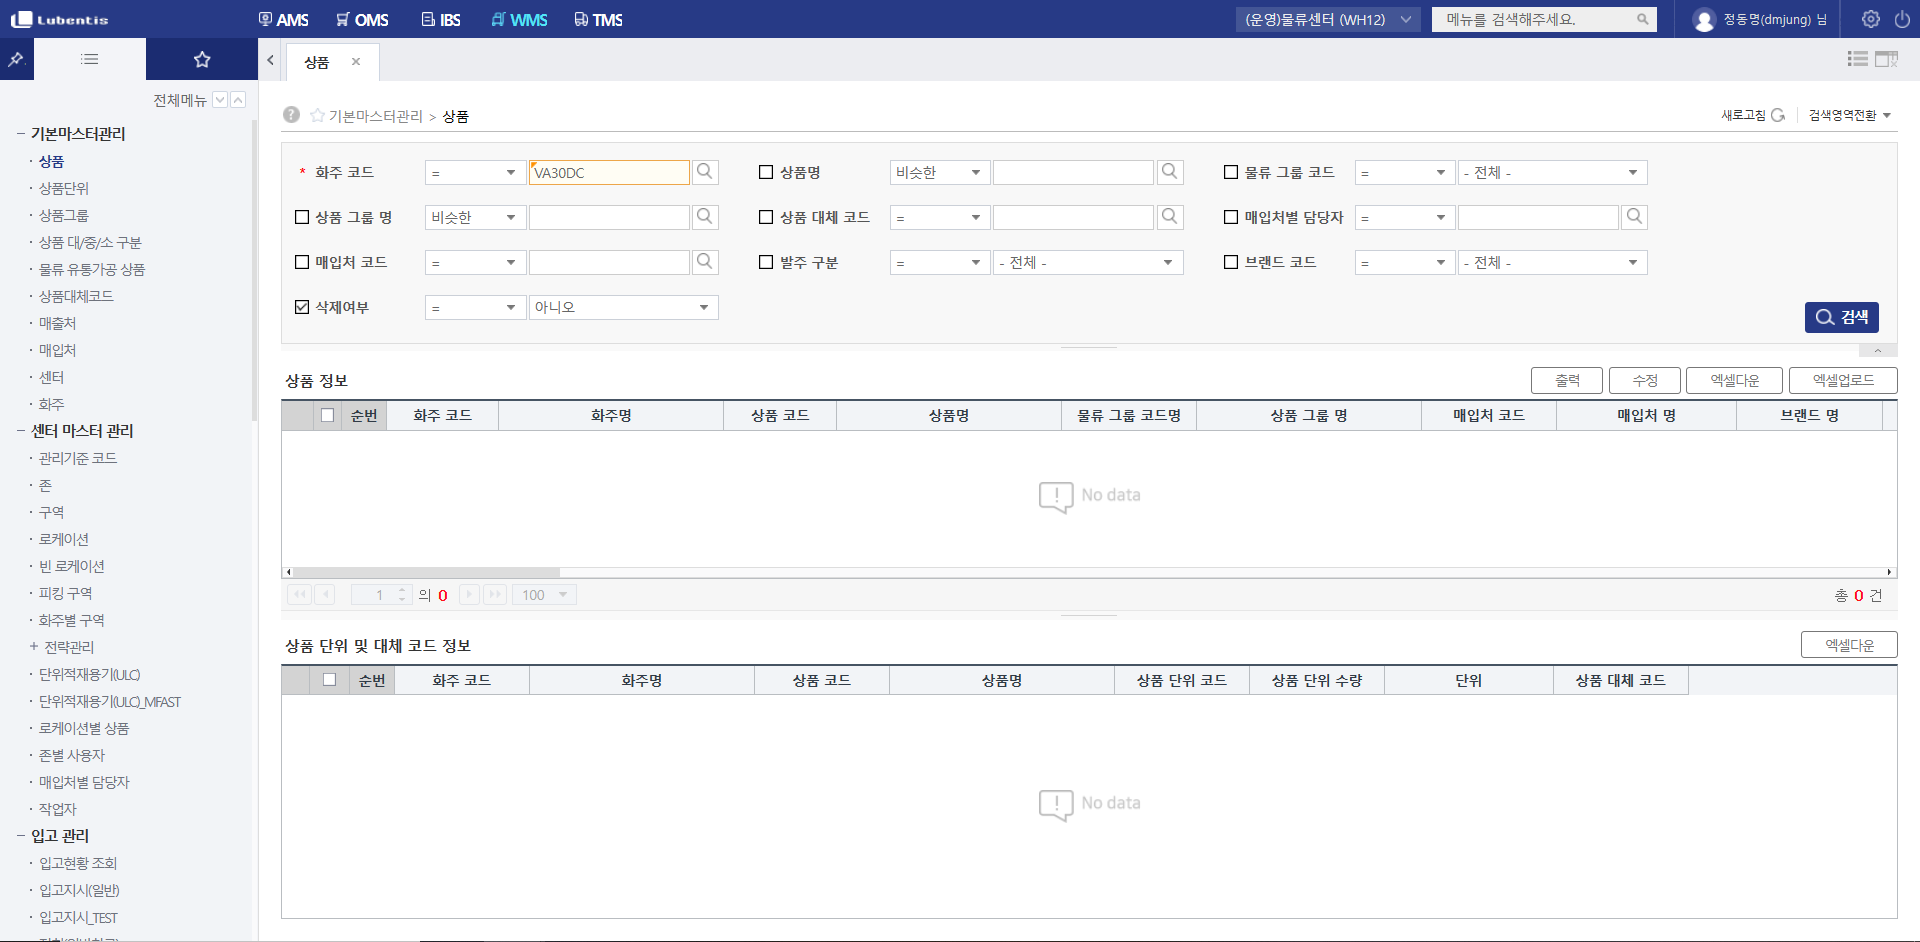 Lubentis AMS OMS IBS WMS TMS (운영)물류센터 (WH12) 메뉴를 검색해주세요. 정동명(dmjung) 님
상품
전체메뉴
기본마스터관리
상품
상품단위
상품그룹
상품 대/중/소 구분
물류 유통가공 상품
상품대체코드
매출처
매입처
센터
화주
센터 마스터 관리
관리기준 코드
존
구역
로케이션
빈 로케이션
피킹 구역
화주별 구역
전략관리
단위적재용기(ULC)
단위적재용기(ULC)_MFAST
로케이션별 상품
존별 사용자
매입처별 담당자
작업자
입고 관리
입고현황 조회
입고지시(일반)
입고지시_TEST
기본마스터관리 > 상품 새로고침 검색영역전환
* 화주 코드 = VA30DC 상품명 비슷한 물류 그룹 코드 = - 전체 -
상품 그룹 명 비슷한 상품 대체 코드 = 매입처별 담당자 =
매입처 코드 = 발주 구분 = - 전체 - 브랜드 코드 = - 전체 -
삭제여부 = 아니오
검색
상품 정보 출력 수정 엑셀다운 엑셀업로드
순번 화주 코드 화주명 상품 코드 상품명 물류 그룹 코드명 상품 그룹 명 매입처 코드 매입처 명 브랜드 명
No data
1 의 0 100 총 0 건
상품 단위 및 대체 코드 정보 엑셀다운
순번 화주 코드 화주명 상품 코드 상품명 상품 단위 코드 상품 단위 수량 단위 상품 대체 코드
No data